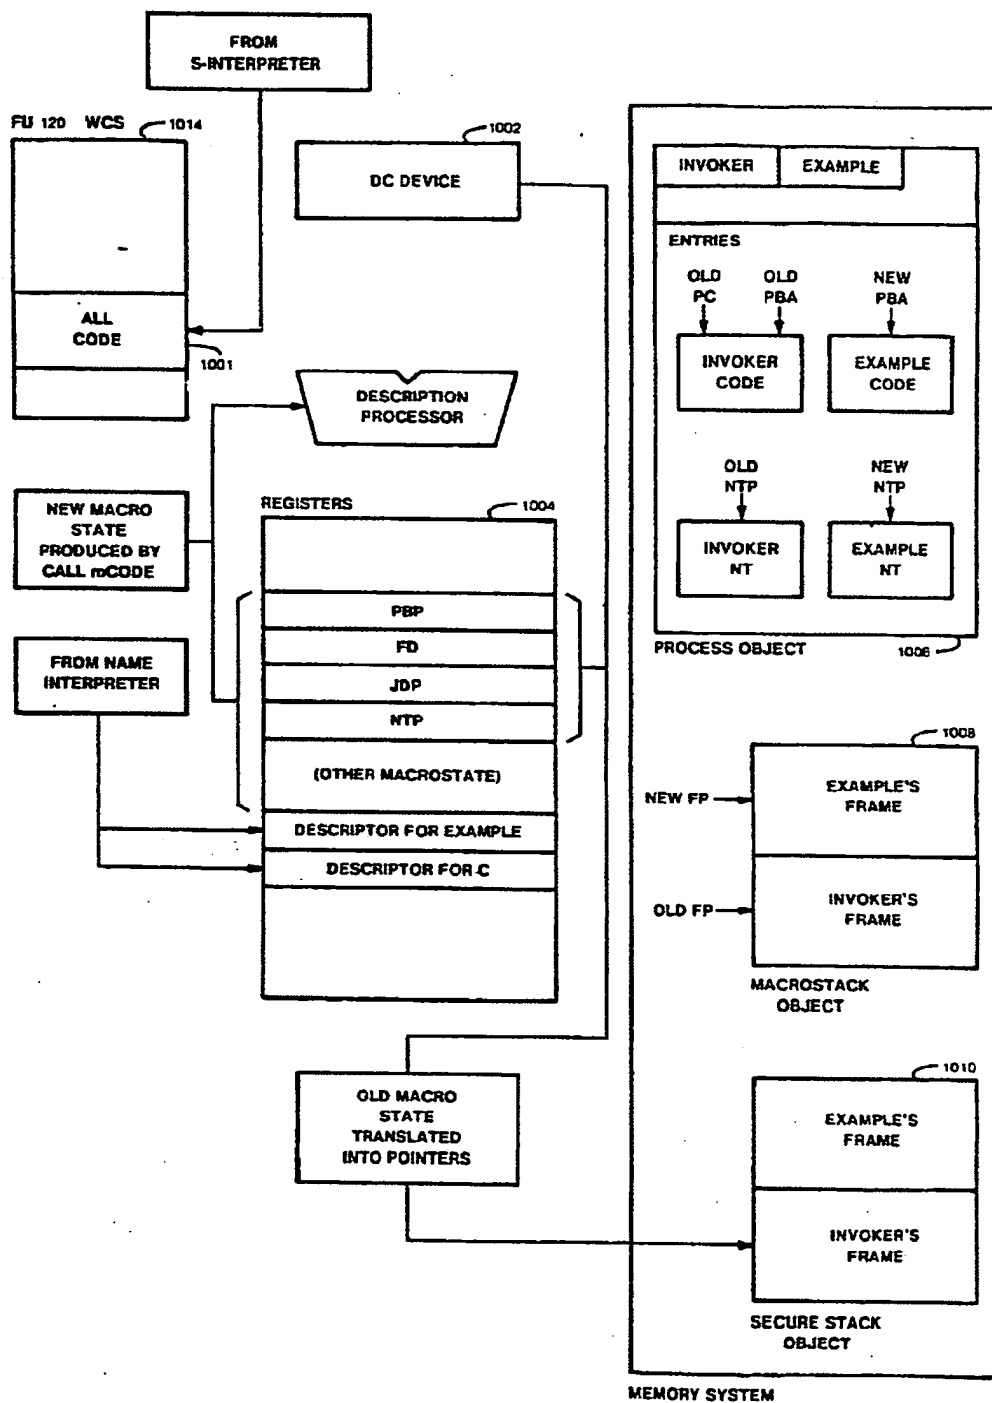 FROM
S-INTERPRETER
FU 120 WCS
1014
ALL
CODE
1001
1002
DC DEVICE
DESCRIPTION
PROCESSOR
NEW MACRO
STATE
PRODUCED BY
CALL mCODE
FROM NAME
INTERPRETER
REGISTERS
1004
PBP
FD
JDP
NTP
(OTHER MACROSTATE)
DESCRIPTOR FOR EXAMPLE
DESCRIPTOR FOR C
OLD MACRO
STATE
TRANSLATED
INTO POINTERS
INVOKER
EXAMPLE
ENTRIES
OLD
PC
OLD
PBA
NEW
PBA
INVOKER
CODE
EXAMPLE
CODE
OLD
NTP
NEW
NTP
INVOKER
NT
EXAMPLE
NT
PROCESS OBJECT
1006
1008
NEW FP
EXAMPLE'S
FRAME
OLD FP
INVOKER'S
FRAME
MACROSTACK
OBJECT
1010
EXAMPLE'S
FRAME
INVOKER'S
FRAME
SECURE STACK
OBJECT
MEMORY SYSTEM